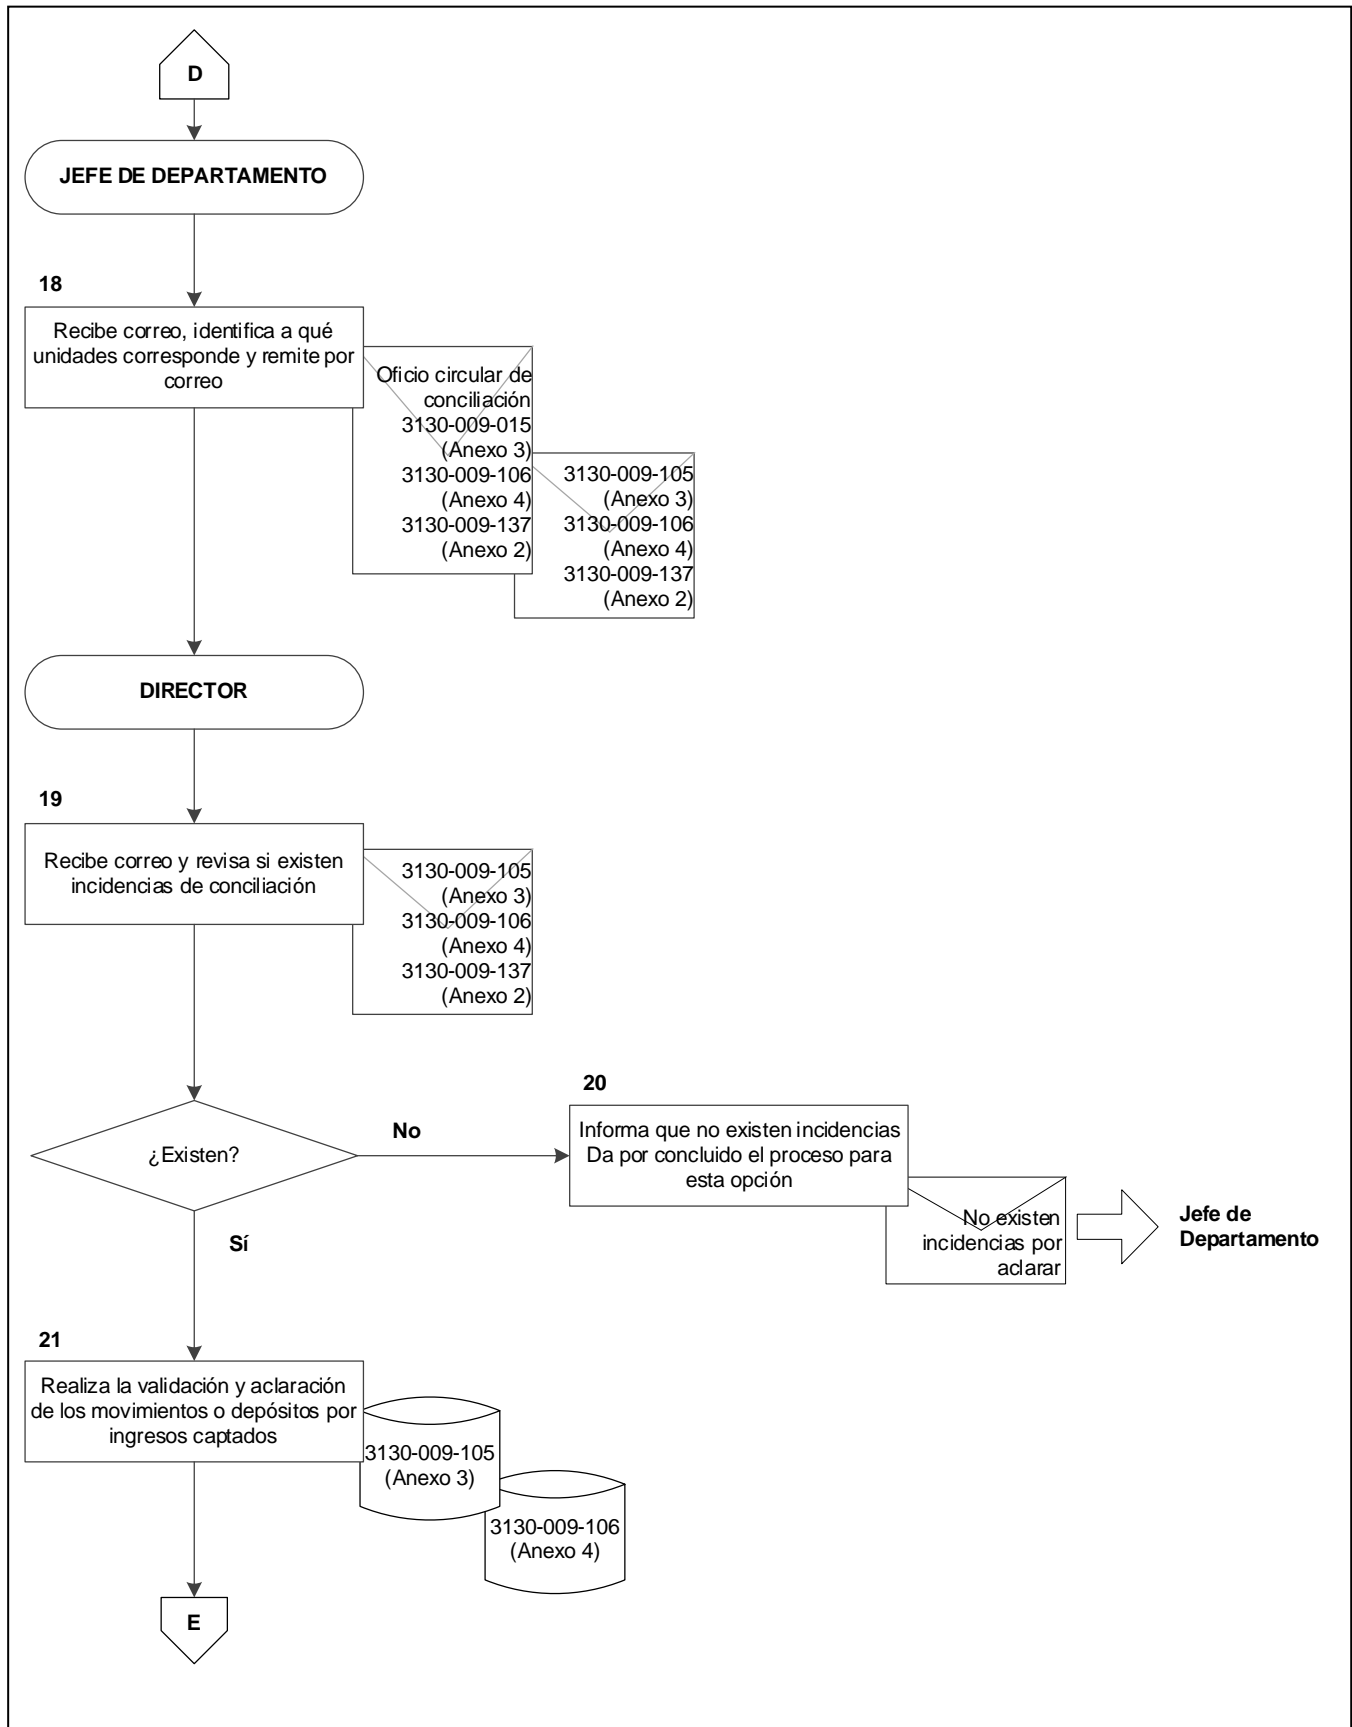 D
JEFE DE DEPARTAMENTO
18
Recibe correo, identifica a qué
unidades corresponde y remite por
correo
Oficio circular de
conciliación
3130-009-015
(Anexo 3)
3130-009-106
(Anexo 4)
3130-009-137
(Anexo 2)
3130-009-105
(Anexo 3)
3130-009-106
(Anexo 4)
3130-009-137
(Anexo 2)
DIRECTOR
19
Recibe correo y revisa si existen
incidencias de conciliación
3130-009-105
(Anexo 3)
3130-009-106
(Anexo 4)
3130-009-137
(Anexo 2)
¿Existen?
No
20
Informa que no existen incidencias
Da por concluido el proceso para
esta opción
No existen
incidencias por
aclarar
Jefe de
Departamento
Sí
21
Realiza la validación y aclaración
de los movimientos o depósitos por
ingresos captados
3130-009-105
(Anexo 3)
3130-009-106
(Anexo 4)
E